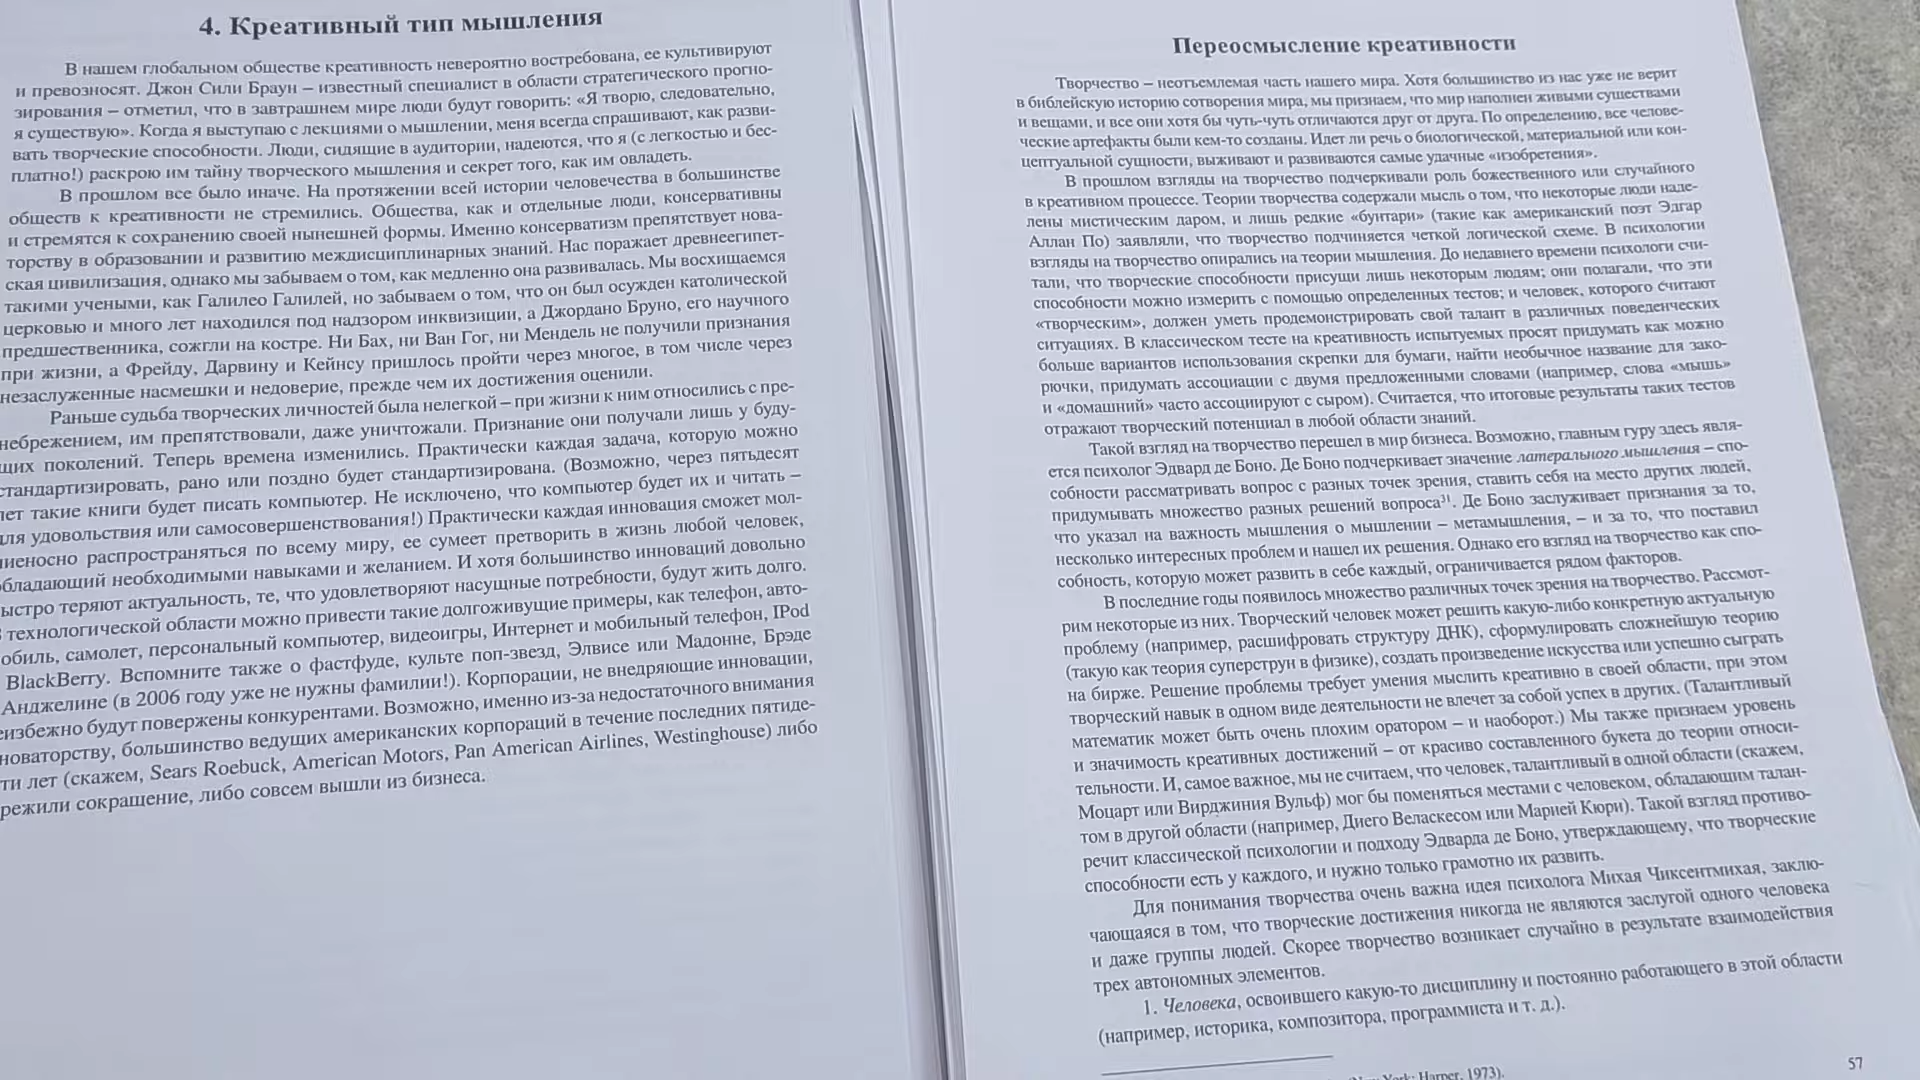 4. Креативный тип мышления
В нашем глобальном обществе креативность невероятно востребована, ее культивируют
и превозносят. Джон Сили Браун – известный специалист в области стратегического прогно-
зирования – отметил, что в завтрашнем мире люди будут говорить: «Я творю, следовательно,
я существую». Когда я выступаю с лекциями о мышлении, меня всегда спрашивают, как разви-
вать творческие способности. Люди, сидящие в аудитории, надеются, что я (с легкостью и бес-
платно!) раскрою им тайну творческого мышления и секрет того, как им овладеть.
В прошлом все было иначе. На протяжении всей истории человечества в большинстве
обществ к креативности не стремились. Общества, как и отдельные люди, консервативны
и стремятся к сохранению своей нынешней формы. Именно консерватизм препятствует нова-
торству в образовании и развитию междисциплинарных знаний. Нас поражает древнеегипет-
ская цивилизация, однако мы забываем о том, как медленно она развивалась. Мы восхищаемся
такими учеными, как Галилео Галилей, но забываем о том, что он был осужден католической
церковью и много лет находился под надзором инквизиции, а Джордано Бруно, его научного
предшественника, сожгли на костре. Ни Бах, ни Ван Гог, ни Мендель не получили признания
при жизни, а Фрейду, Дарвину и Кейнсу пришлось пройти через многое, в том числе через
незаслуженные насмешки и недоверие, прежде чем их достижения оценили.
Раньше судьба творческих личностей была нелегкой – при жизни к ним относились с пре-
небрежением, им препятствовали, даже уничтожали. Признание они получали лишь у буду-
щих поколений. Теперь времена изменились. Практически каждая задача, которую можно
стандартизировать, рано или поздно будет стандартизирована. (Возможно, через пятьдесят
лет такие книги будет писать компьютер. Не исключено, что компьютер будет их и читать –
для удовольствия или самосовершенствования!) Практически каждая инновация сможет мол-
ниеносно распространяться по всему миру, ее сумеет претворить в жизнь любой человек,
обладающий необходимыми навыками и желанием. И хотя большинство инноваций довольно
ыстро теряют актуальность, те, что удовлетворяют насущные потребности, будут жить долго.
технологической области можно привести такие долгоживущие примеры, как телефон, авто-
обиль, самолет, персональный компьютер, видеоигры, Интернет и мобильный телефон, IPod
BlackBerry. Вспомните также о фастфуде, культе поп-звезд, Элвисе или Мадонне, Брэде
Анджелине (в 2006 году уже не нужны фамилии!). Корпорации, не внедряющие инновации,
еизбежно будут повержены конкурентами. Возможно, именно из-за недостаточного внимания
новаторству, большинство ведущих американских корпораций в течение последних пятиде-
ти лет (скажем, Sears Roebuck, American Motors, Pan American Airlines, Westinghouse) либо
режили сокращение, либо совсем вышли из бизнеса.
Переосмысление креативности
Творчество – неотъемлемая часть нашего мира. Хотя большинство из нас уже не верит
в библейскую историю сотворения мира, мы признаем, что мир наполнен живыми существами
и вещами, и все они хотя бы чуть-чуть отличаются друг от друга. По определению, все челове-
ческие артефакты были кем-то созданы. Идет ли речь о биологической, материальной или кон-
цептуальной сущности, выживают и развиваются самые удачные «изобретения».
В прошлом взгляды на творчество подчеркивали роль божественного или случайного
в креативном процессе. Теории творчества содержали мысль о том, что некоторые люди наде-
лены мистическим даром, и лишь редкие «бунтари» (такие как американский поэт Эдгар
Аллан По) заявляли, что творчество подчиняется четкой логической схеме. В психологии
взгляды на творчество опирались на теории мышления. До недавнего времени психологи счи-
тали, что творческие способности присущи лишь некоторым людям; они полагали, что эти
способности можно измерить с помощью определенных тестов; и человек, которого считают
«творческим», должен уметь продемонстрировать свой талант в различных поведенческих
ситуациях. В классическом тесте на креативность испытуемых просят придумать как можно
больше вариантов использования скрепки для бумаги, найти необычное название для зако-
рючки, придумать ассоциации с двумя предложенными словами (например, слова «мышь»
и «домашний» часто ассоциируют с сыром). Считается, что итоговые результаты таких тестов
отражают творческий потенциал в любой области знаний.
Такой взгляд на творчество перешел в мир бизнеса. Возможно, главным гуру здесь явля-
ется психолог Эдвард де Боно. Де Боно подчеркивает значение латерального мышления – спо-
собности рассматривать вопрос с разных точек зрения, ставить себя на место других людей,
придумывать множество разных решений вопроса³¹. Де Боно заслуживает признания за то,
что указал на важность мышления о мышлении – метамышления, – и за то, что поставил
несколько интересных проблем и нашел их решения. Однако его взгляд на творчество как спо-
собность, которую может развить в себе каждый, ограничивается рядом факторов.
В последние годы появилось множество различных точек зрения на творчество. Рассмот-
рим некоторые из них. Творческий человек может решить какую-либо конкретную актуальную
проблему (например, расшифровать структуру ДНК), сформулировать сложнейшую теорию
(такую как теория суперструн в физике), создать произведение искусства или успешно сыграть
на бирже. Решение проблемы требует умения мыслить креативно в своей области, при этом
творческий навык в одном виде деятельности не влечет за собой успех в других. (Талантливый
математик может быть очень плохим оратором – и наоборот.) Мы также признаем уровень
и значимость креативных достижений – от красиво составленного букета до теории относи-
тельности. И, самое важное, мы не считаем, что человек, талантливый в одной области (скажем,
Моцарт или Вирджиния Вульф) мог бы поменяться местами с человеком, обладающим талан-
том в другой области (например, Диего Веласкесом или Марией Кюри). Такой взгляд противо-
речит классической психологии и подходу Эдварда де Боно, утверждающему, что творческие
способности есть у каждого, и нужно только грамотно их развить.
Для понимания творчества очень важна идея психолога Михая Чиксентмихая, заклю-
чающаяся в том, что творческие достижения никогда не являются заслугой одного человека
и даже группы людей. Скорее творчество возникает случайно в результате взаимодействия
трех автономных элементов.
1. Человека, освоившего какую-то дисциплину и постоянно работающего в этой области
(например, историка, композитора, программиста и т. д.).
York: Harper, 1973).
57